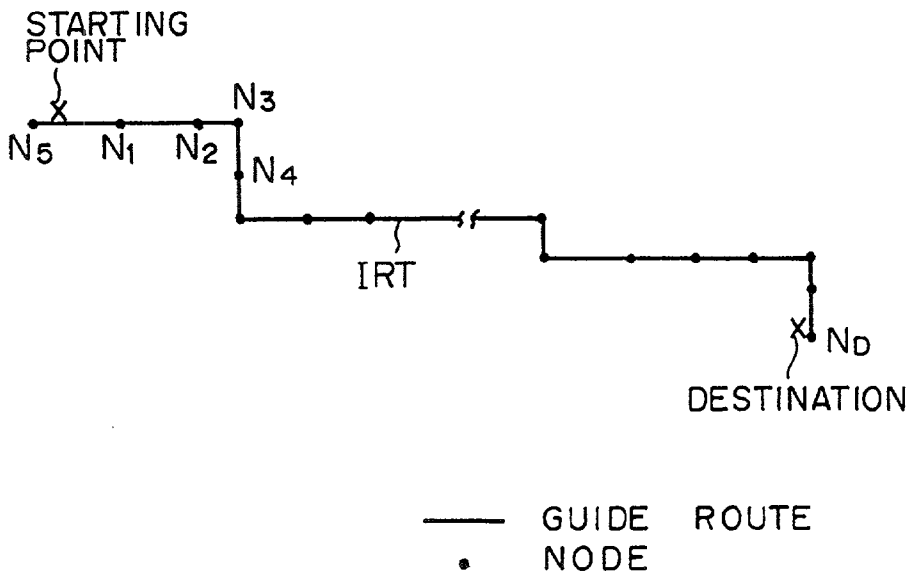 STARTING
POINT
X
N3
N5
N1
N2
N4
IRT
X
ND
DESTINATION
GUIDE ROUTE
NODE